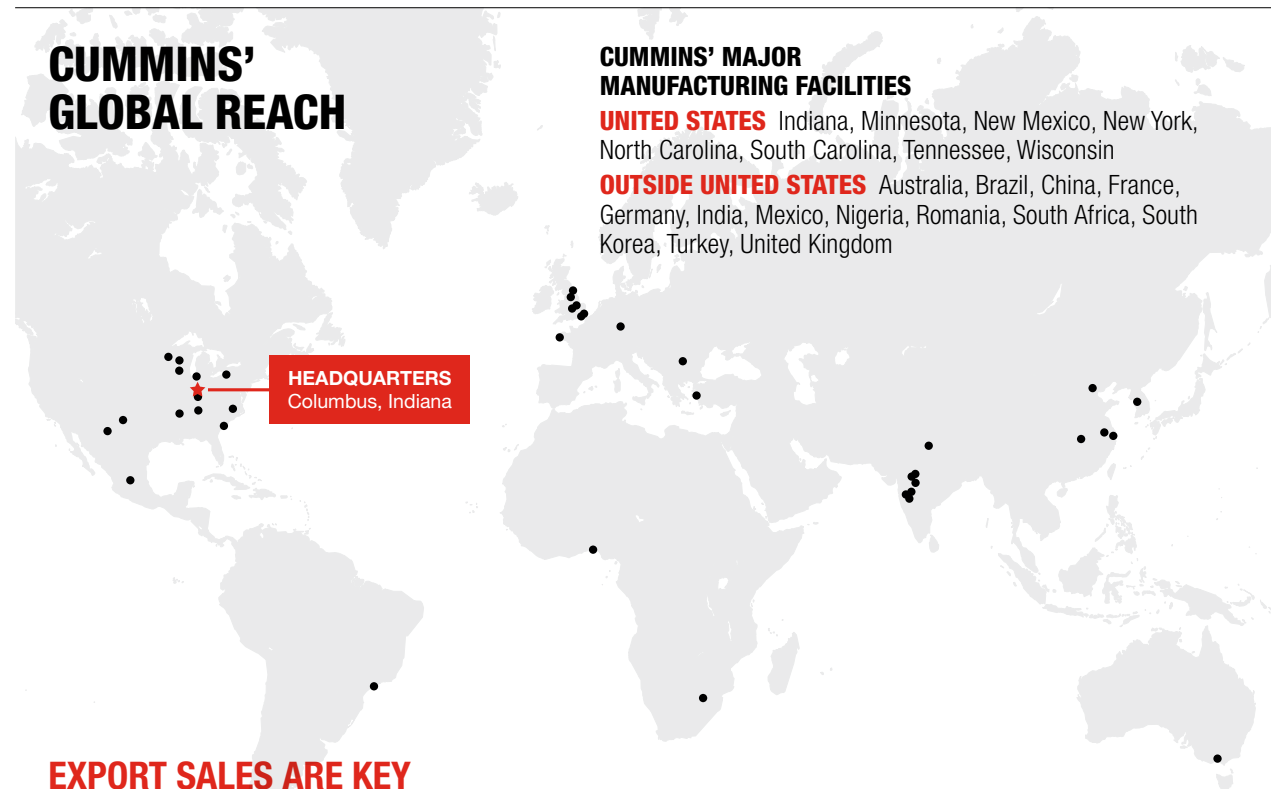 CUMMINS’
GLOBAL REACH
CUMMINS’ MAJOR
MANUFACTURING FACILITIES
UNITED STATES Indiana, Minnesota, New Mexico, New York,
North Carolina, South Carolina, Tennessee, Wisconsin
OUTSIDE UNITED STATES Australia, Brazil, China, France,
Germany, India, Mexico, Nigeria, Romania, South Africa, South
Korea, Turkey, United Kingdom
HEADQUARTERS
Columbus, Indiana
EXPORT SALES ARE KEY